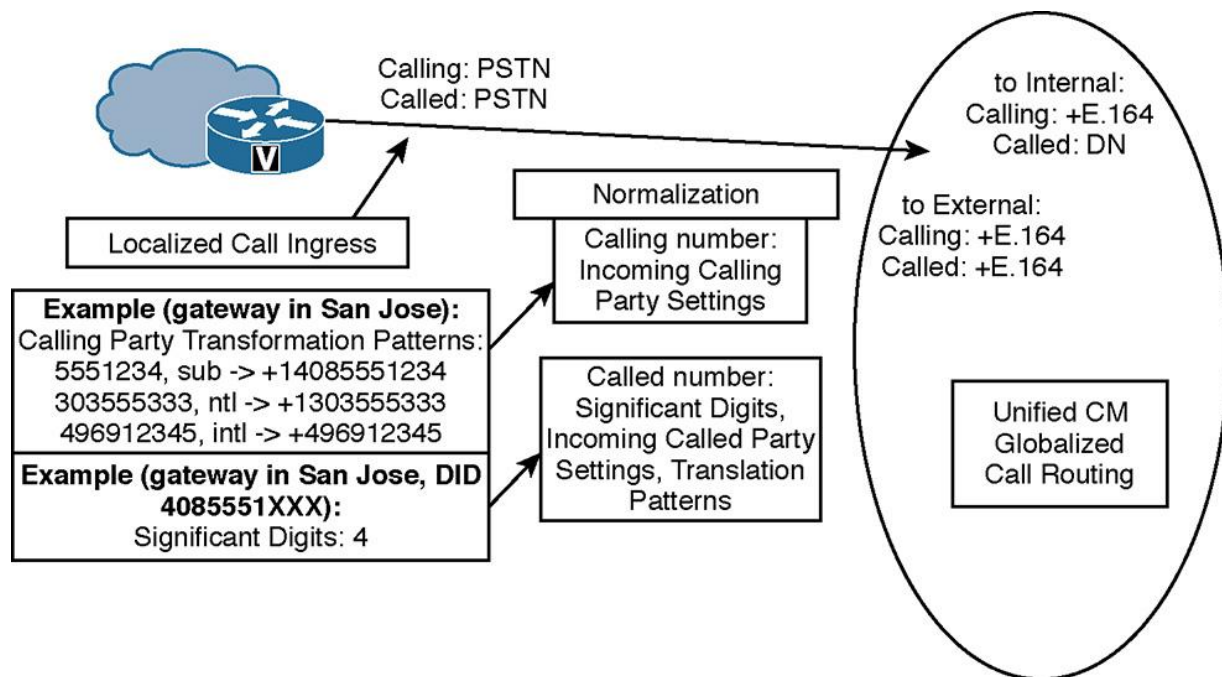 Calling: PSTN
Called: PSTN
to Internal:
Calling: +E.164
Called: DN
Normalization
to External:
Calling: +E.164
Called: +E.164
Localized Call Ingress
Calling number:
Incoming Calling
Party Settings
Example (gateway in San Jose):
Calling Party Transformation Patterns:
5551234, sub -> +14085551234
303555333, ntl -> +1303555333
496912345, intl -> +496912345
Called number:
Significant Digits,
Incoming Called Party
Settings, Translation
Patterns
Unified CM
Globalized
Call Routing
Example (gateway in San Jose, DID
4085551XXX):
Significant Digits: 4
V